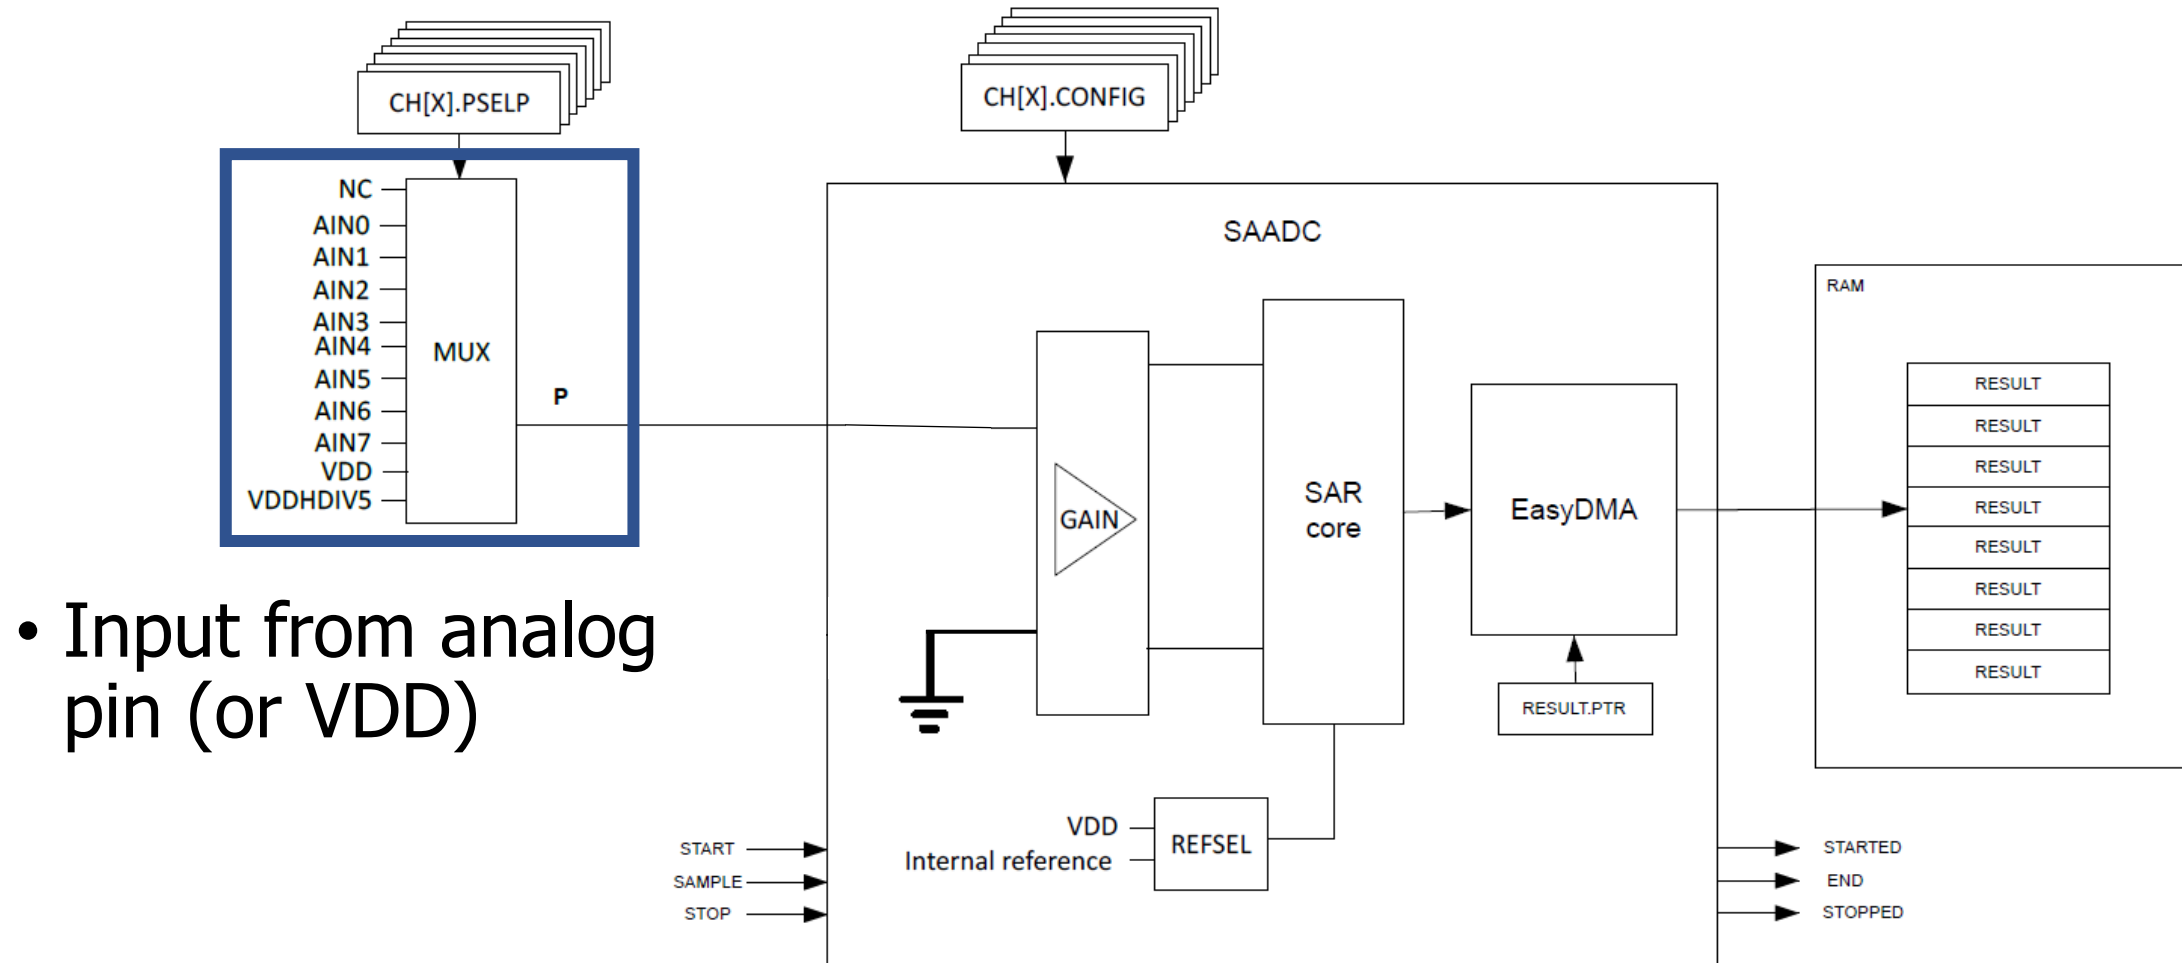 CH[X].PSELP
CH[X].CONFIG
NC
AIN0
AIN1
AIN2
AIN3
AIN4
AIN5
AIN6
AIN7
VDD
VDDHDIV5
MUX
P
SAADC
GAIN
SAR
core
EasyDMA
RESULT.PTR
RAM
RESULT
RESULT
RESULT
RESULT
RESULT
RESULT
RESULT
RESULT
• Input from analog
pin (or VDD)
VDD
Internal reference
REFSEL
START
SAMPLE
STOP
STARTED
END
STOPPED